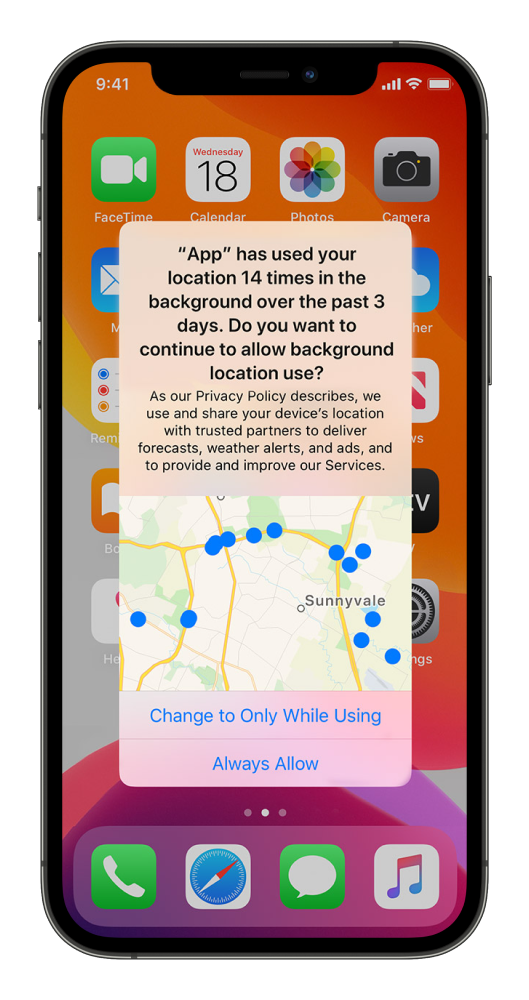 9:41
Wednesday
18
FaceTime
Calendar
Photos
Camera
“App” has used your
location 14 times in the
background over the past 3
days. Do you want to
continue to allow background
location use?
As our Privacy Policy describes, we
use and share your device’s location
with trusted partners to deliver
forecasts, weather alerts, and ads, and
to provide and improve our Services.
Sunnyvale
Change to Only While Using
Always Allow